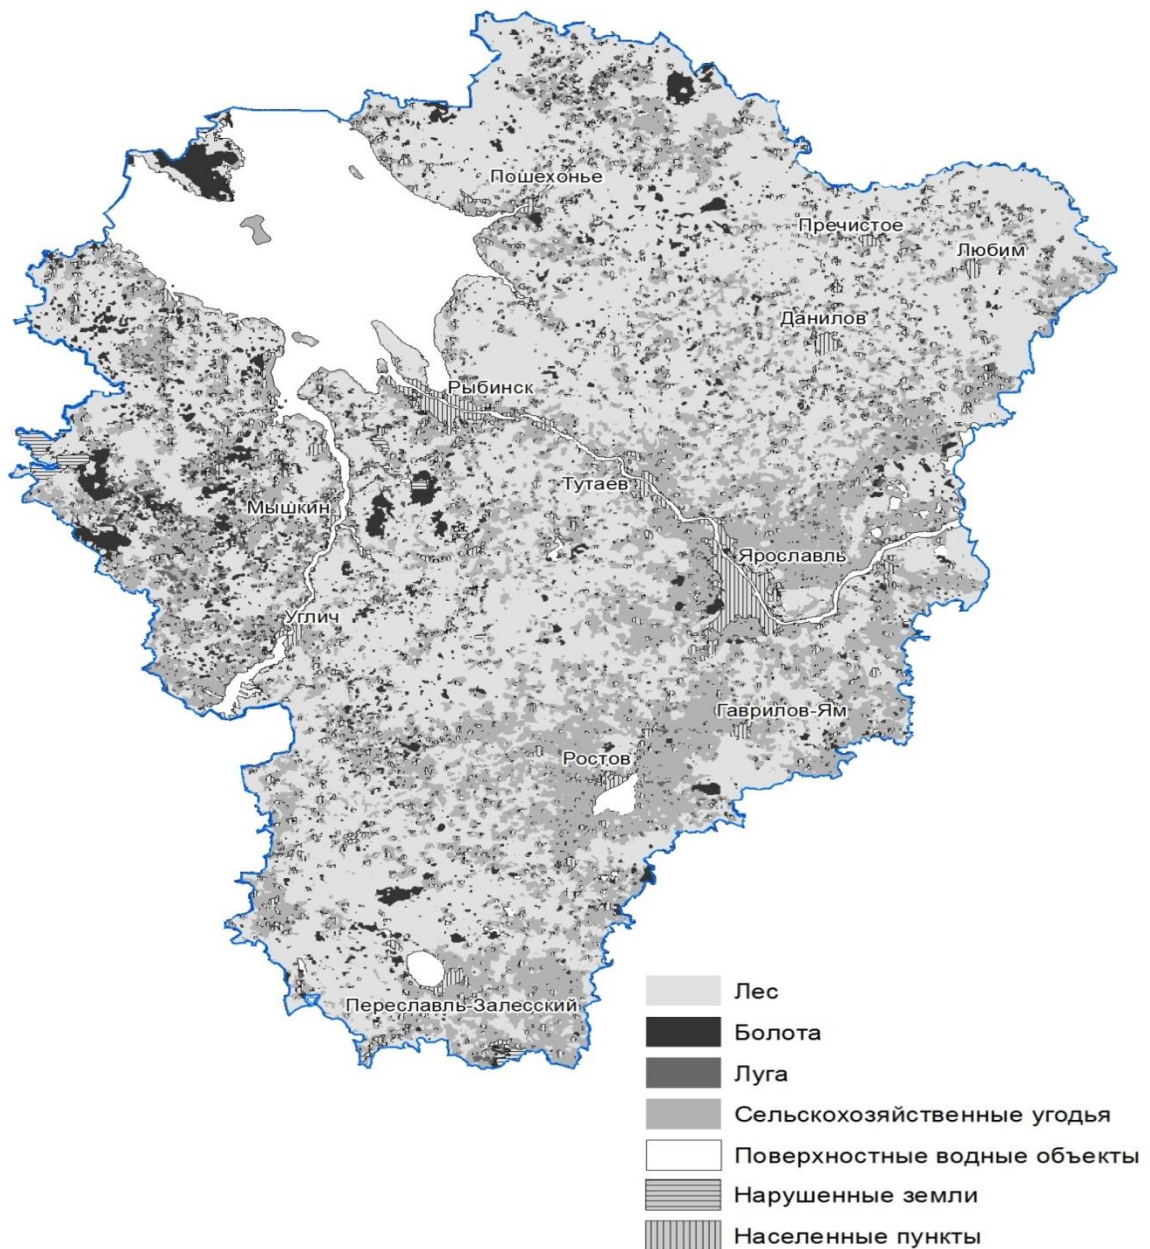 Пошехонье
Пречистое
Любим
Данилов
Рыбинск
Тутаев
Мышкин
Ярославль
Углич
Гаврилов-Ям
Ростов
Переславль-Залесский
Лес
Болота
Луга
Сельскохозяйственные угодья
Поверхностные водные объекты
Нарушенные земли
Населенные пункты